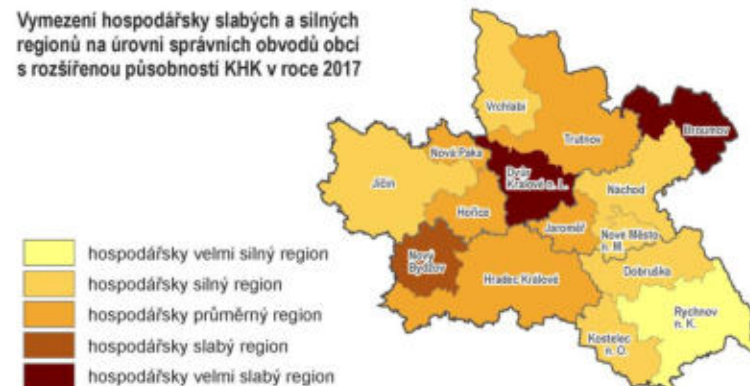 Vymezení hospodářsky slabých a silných
regionů na úrovni správních obvodů obcí
s rozšířenou působností KHK v roce 2017
Vrchlabí
Trutnov
Broumov
Nová Paka
Dvůr
Králové n. L.
Jičín
Náchod
Hořice
Jaroměř
Nové Město
n. M.
Nový
Bydžov
Hradec Králové
Dobruška
Rychnov
n. K.
Kostelec
n. O.
hospodářsky velmi silný region
hospodářsky silný region
hospodářsky průměrný region
hospodářsky slabý region
hospodářsky velmi slabý region